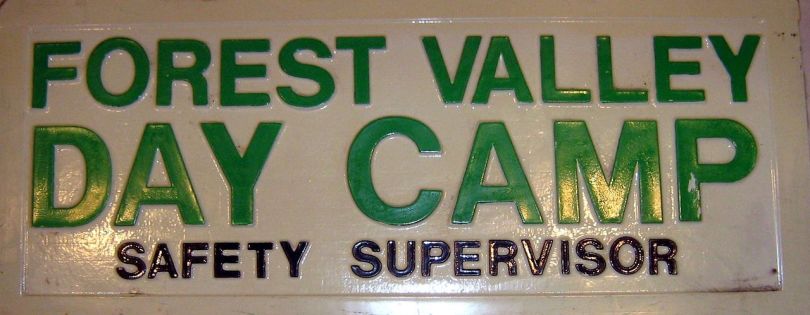 FOREST VALLEY
DAY CAMP
SAFETY SUPERVISOR